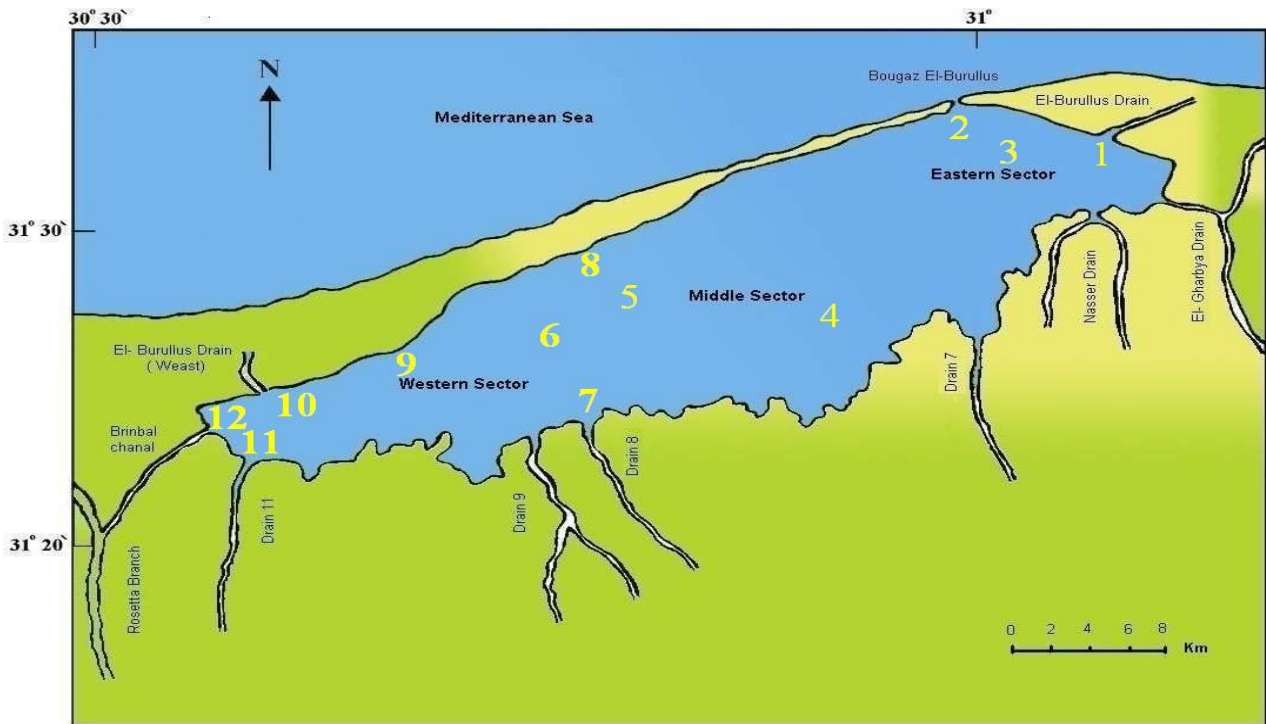 30° 30`
31°
N
Bougaz El-Burullus
El-Burullus Drain
Mediterranean Sea
2
3
1
Eastern Sector
31° 30`
El- Gharbya Drain
Nasser Drain
8
5
Middle Sector
4
6
El- Burullus Drain
( Weast)
9
Western Sector
Drain 7
10
7
12
11
Brinbal
chanal
Drain 8
Drain 9
Drain 11
31° 20`
Rosetta Branch
0 2 4 6 8
Km